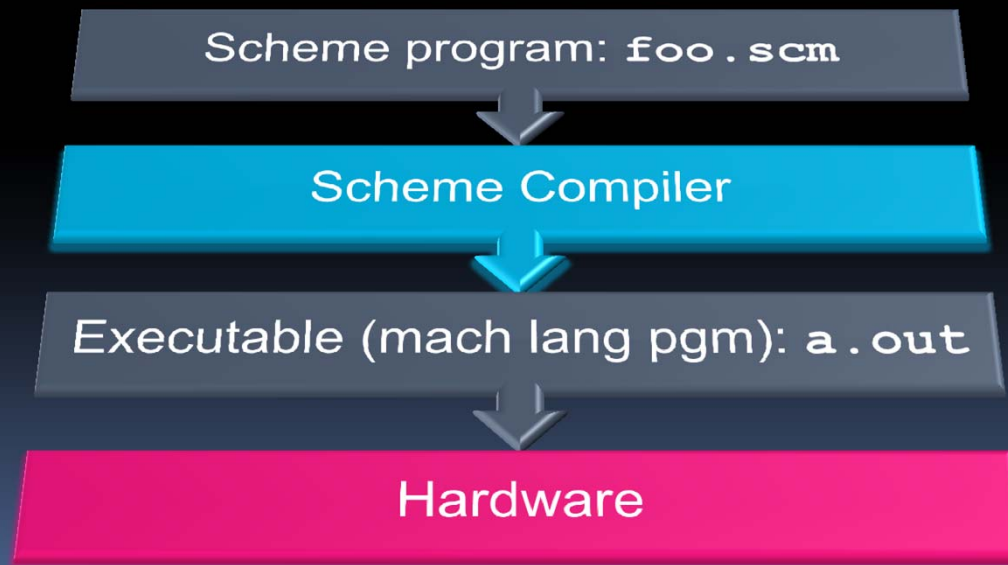 Scheme program: foo.scm
Scheme Compiler
Executable (mach lang pgm): a.out
Hardware